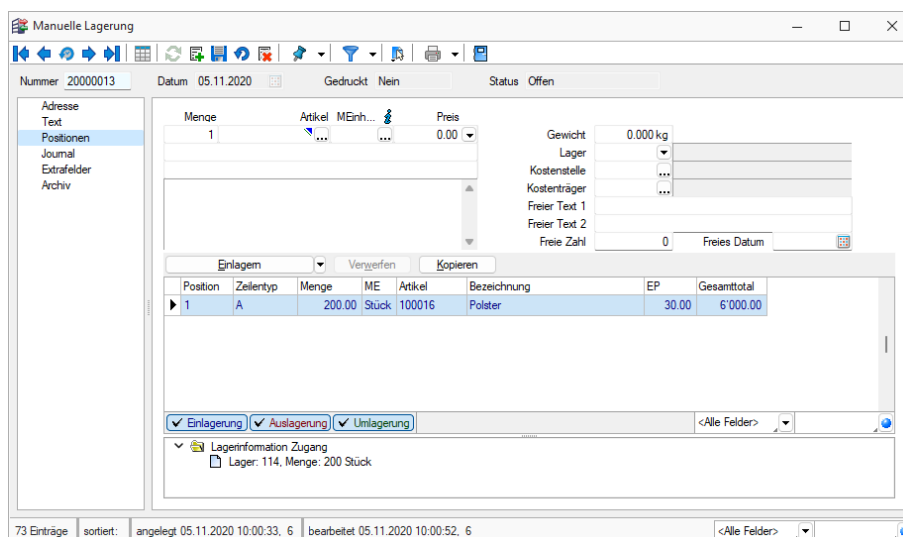 Manuelle Lagerung
Nummer 20000013 Datum 05.11.2020 Gedruckt Nein Status Offen
Adresse
Text
Positionen
Journal
Extrafelder
Archiv
Menge Artikel MEinh... Preis
1 ... ... 0.00
Gewicht 0.000 kg
Lager
Kostenstelle ...
Kostenträger ...
Freier Text 1
Freier Text 2
Freie Zahl 0 Freies Datum
Einlagern Verwerfen Kopieren
Position Zeilentyp Menge ME Artikel Bezeichnung EP Gesamttotal
1 A 200.00 Stück 100016 Polster 30.00 6'000.00
Einlagerung Auslagerung Umlagerung <Alle Felder>
Lagerinformation Zugang
Lager: 114, Menge: 200 Stück
73 Einträge sortiert: angelegt 05.11.2020 10:00:33, 6 bearbeitet 05.11.2020 10:00:52, 6 <Alle Felder>